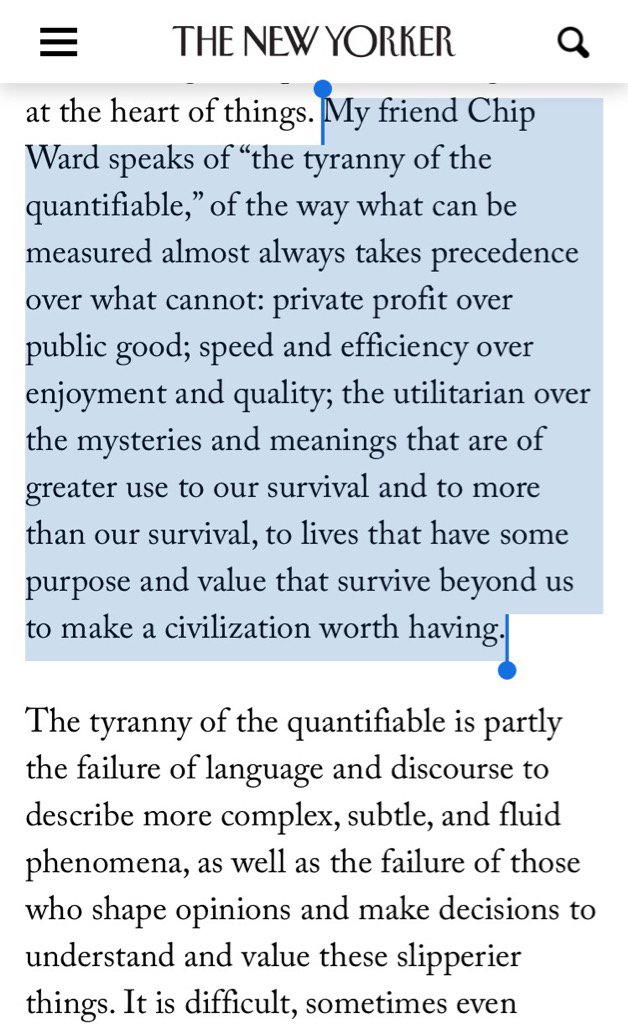 THE NEW YORKER
at the heart of things. My friend Chip
Ward speaks of “the tyranny of the
quantifiable,” of the way what can be
measured almost always takes precedence
over what cannot: private profit over
public good; speed and efficiency over
enjoyment and quality; the utilitarian over
the mysteries and meanings that are of
greater use to our survival and to more
than our survival, to lives that have some
purpose and value that survive beyond us
to make a civilization worth having.
The tyranny of the quantifiable is partly
the failure of language and discourse to
describe more complex, subtle, and fluid
phenomena, as well as the failure of those
who shape opinions and make decisions to
understand and value these slipperier
things. It is difficult, sometimes even